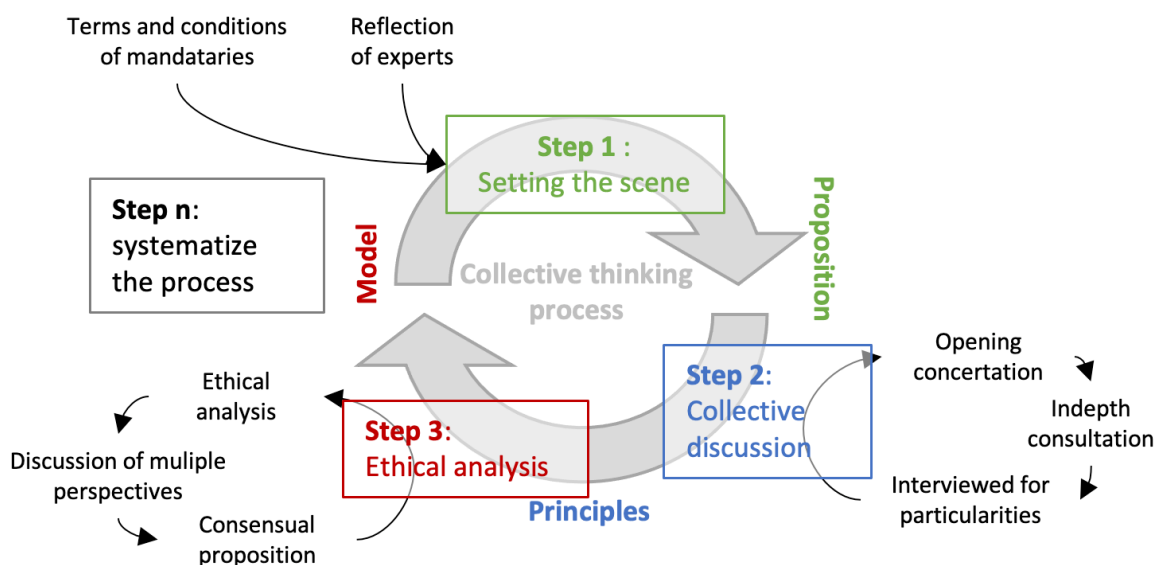 Terms and conditions
of mandataries
Reflection
of experts
Step 1 :
Setting the scene
Proposition
Step n:
systematize
the process
Model
Collective thinking
process
Step 2:
Collective
discussion
Opening
concertation
Indepth
consultation
Interviewed for
particularities
Principles
Step 3:
Ethical analysis
Ethical
analysis
Discussion of muliple
perspectives
Consensual
proposition